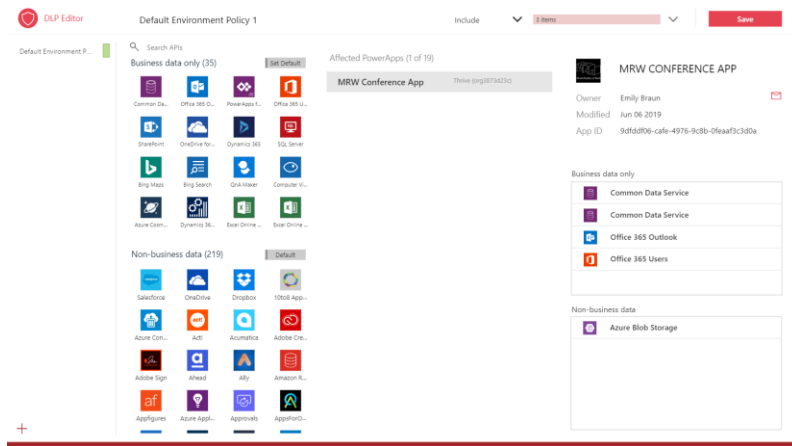 DLP Editor
Default Environment Policy 1
Include
3 items
Save
Default Environment P...
Search APIs
Business data only (35)
Set Default
Common Da...
Office 365 O...
PowerApps f...
Office 365 U...
SharePoint
OneDrive for...
Dynamics 365
SQL Server
Bing Maps
Bing Search
QnA Maker
Computer Vi...
Azure Cosm...
Dynamics 36...
Excel Online ...
Excel Online ...
Non-business data (219)
Default
Salesforce
OneDrive
Dropbox
10to8 App...
Azure Con...
Act!
Acumatica
Adobe Cre...
Adobe Sign
Ahead
Ally
Amazon R...
Appfigures
Azure Appl...
Approvals
AppsForO...
Affected PowerApps (1 of 19)
MRW Conference App
Thrive (org3873d23c)
MRW CONFERENCE APP
Owner Emily Braun
Modified Jun 06 2019
App ID 9dfddf06-cafe-4976-9c8b-0feaaf3c3d0a
Business data only
Common Data Service
Common Data Service
Office 365 Outlook
Office 365 Users
Non-business data
Azure Blob Storage